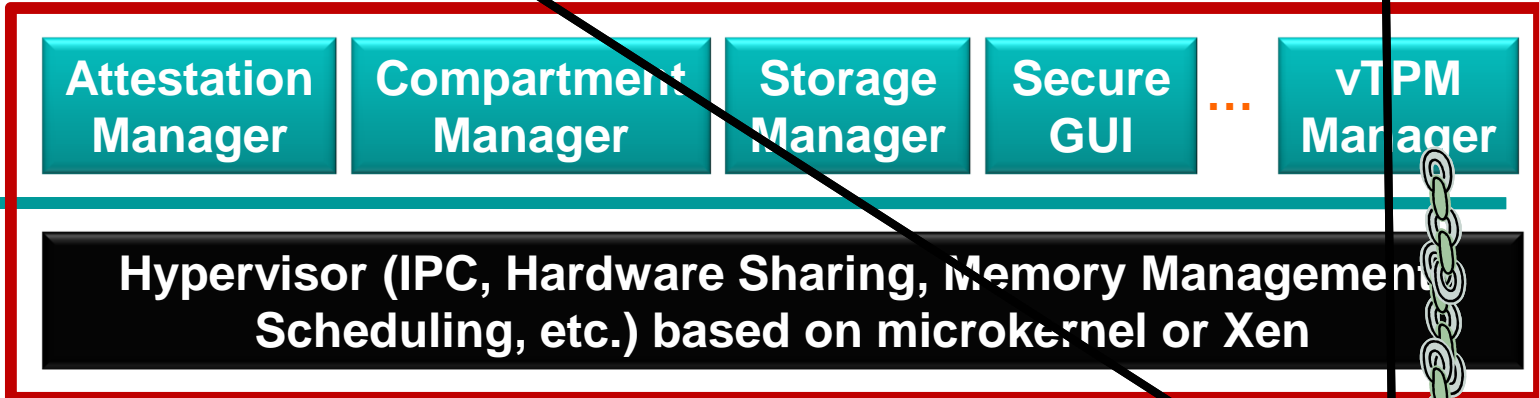 Attestation
Manager
Compartment
Manager
Storage
Manager
Secure
GUI
...
vTPM
Manager
Hypervisor (IPC, Hardware Sharing, Memory Management
Scheduling, etc.) based on microkernel or Xen